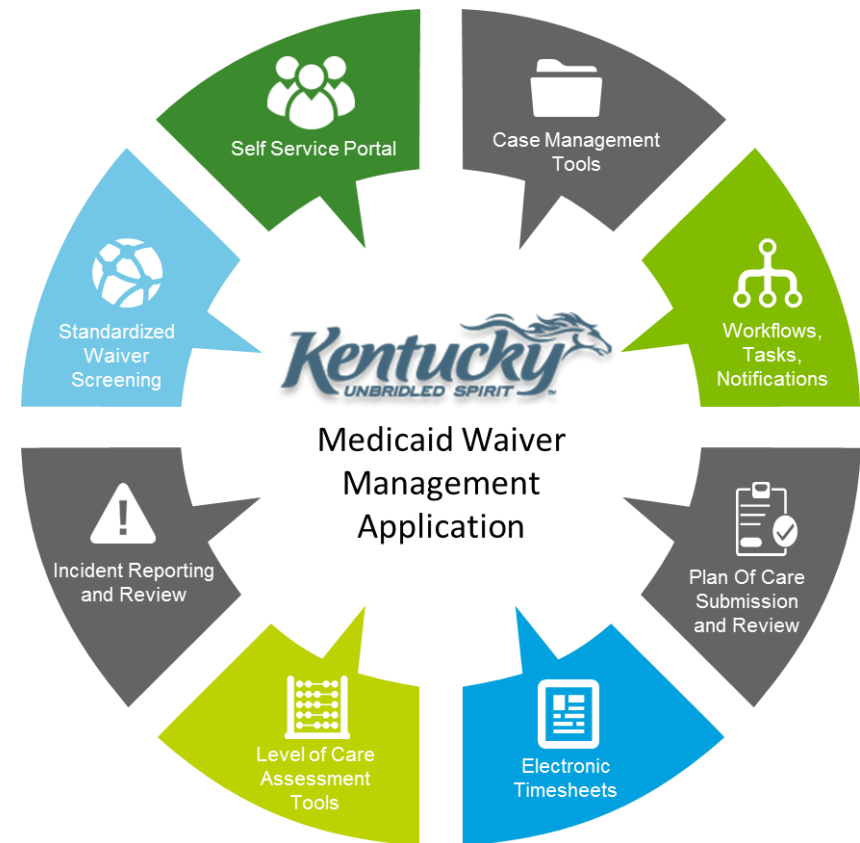 Self Service Portal
Case Management
Tools
Workflows,
Tasks,
Notifications
Plan Of Care
Submission
and Review
Electronic
Timesheets
Level of Care
Assessment
Tools
Incident Reporting
and Review
Standardized
Waiver
Screening
Kentucky
UNBRIDLED SPIRIT™
Medicaid Waiver
Management
Application